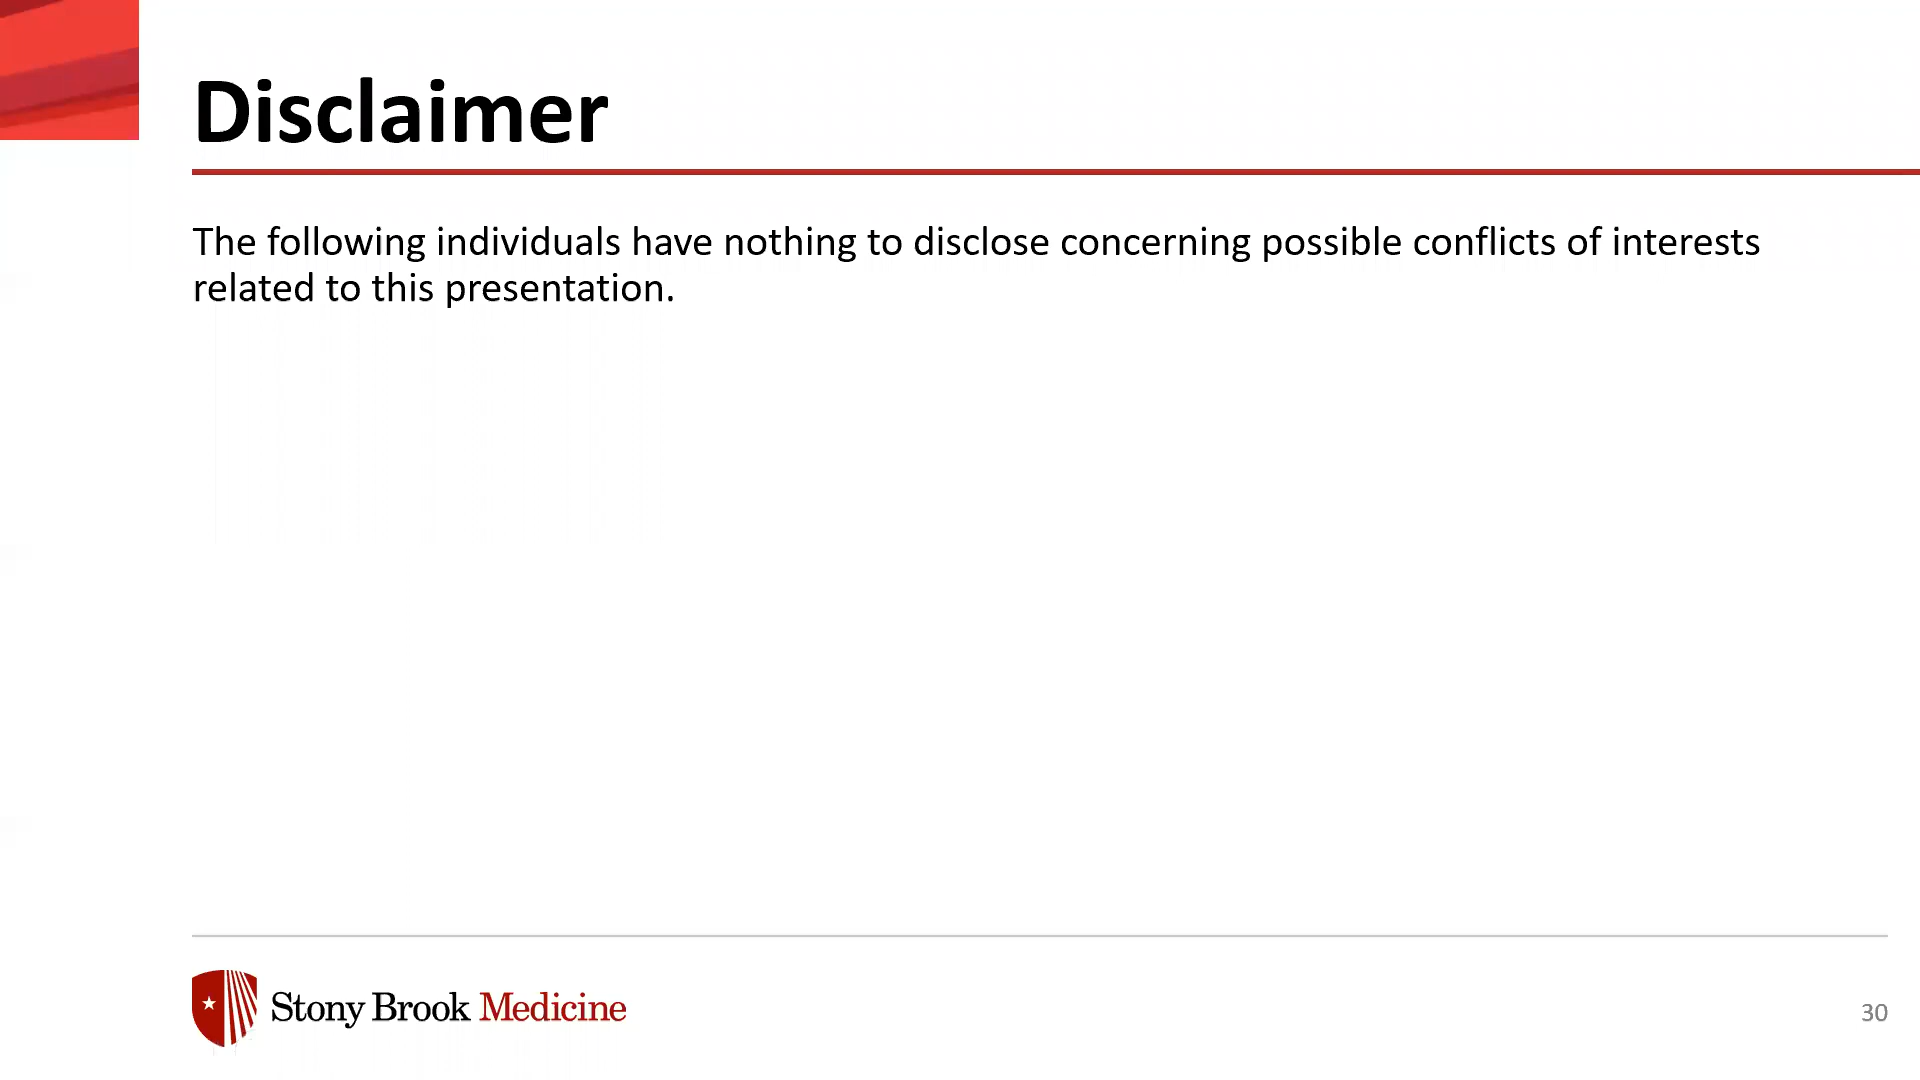 Disclaimer
The following individuals have nothing to disclose concerning possible conflicts of interests
related to this presentation.
Stony Brook Medicine
30